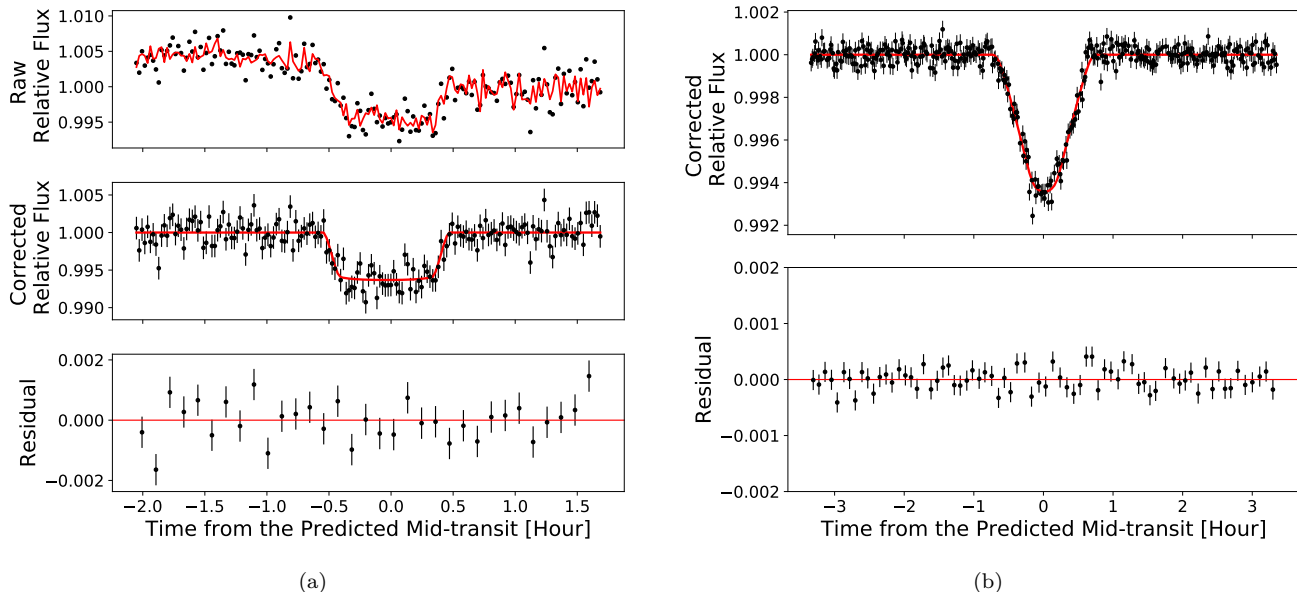 1.010
1.005
1.000
0.995
Raw
Relative Flux
1.005
1.000
0.995
0.990
Corrected
Relative Flux
0.002
0.000
−0.002
Residual
−2.0 −1.5 −1.0 −0.5 0.0 0.5 1.0 1.5
Time from the Predicted Mid-transit [Hour]
(a)
1.002
1.000
0.998
0.996
0.994
0.992
Corrected
Relative Flux
0.002
0.001
0.000
−0.001
−0.002
Residual
−3 −2 −1 0 1 2 3
Time from the Predicted Mid-transit [Hour]
(b)